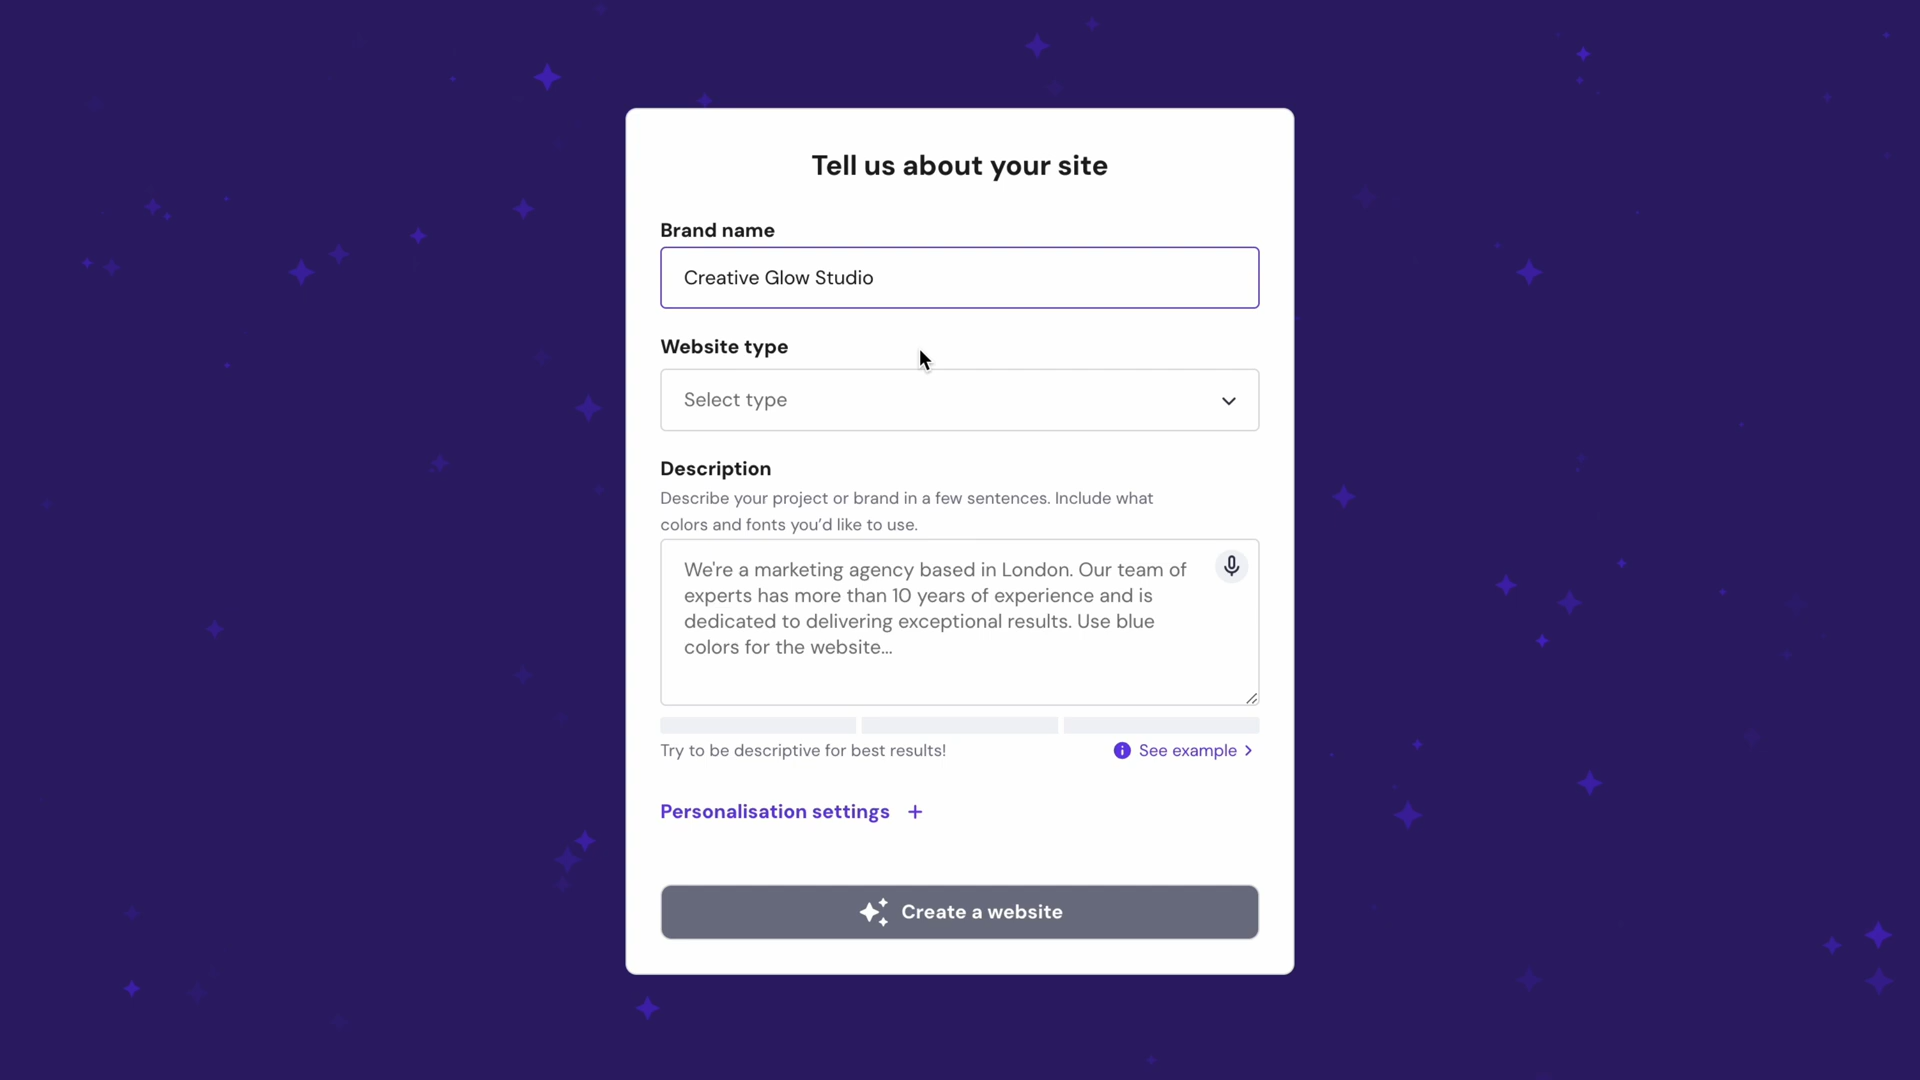 Tell us about your site
Brand name
Creative Glow Studio
Website type
Select type
Description
Describe your project or brand in a few sentences. Include what
colors and fonts you'd like to use.
We're a marketing agency based in London. Our team of
experts has more than 10 years of experience and is
dedicated to delivering exceptional results. Use blue
colors for the website...
Try to be descriptive for best results!
See example
Personalisation settings +
Create a website